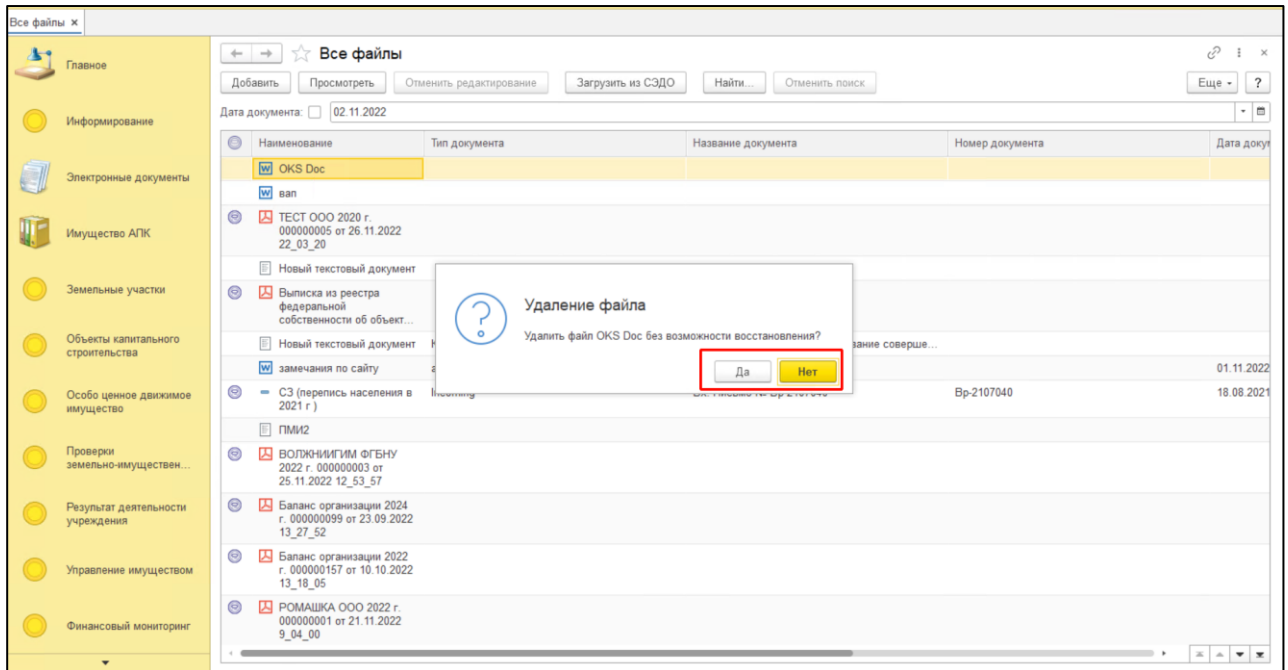 Все файлы ×
Главное
Информирование
Электронные документы
Имущество АПК
Земельные участки
Объекты капитального
строительства
Особо ценное движимое
имущество
Проверки
земельно-имуществен...
Результат деятельности
учреждения
Управление имуществом
Финансовый мониторинг
Все файлы
Добавить Просмотреть Отменить редактирование Загрузить из СЭДО Найти... Отменить поиск Еще ?
Дата документа: 02.11.2022
Наименование Тип документа Название документа Номер документа Дата докум
OKS Doc
вап
ТЕСТ ООО 2020 г.
000000005 от 26.11.2022
22_03_20
Новый текстовый документ
Выписка из реестра
федеральной
собственности об объект...
Новый текстовый документ вание соверше...
замечания по сайту 01.11.2022
СЗ (перепись населения в Вр-2107040 18.08.2021
2021 г )
ПМИ2
ВОЛЖНИИГИМ ФГБНУ
2022 г. 000000003 от
25.11.2022 12_53_57
Баланс организации 2024
г. 000000099 от 23.09.2022
13_27_52
Баланс организации 2022
г. 000000157 от 10.10.2022
13_18_05
РОМАШКА ООО 2022 г.
000000001 от 21.11.2022
9_04_00
Удаление файла
Удалить файл OKS Doc без возможности восстановления?
Да Нет